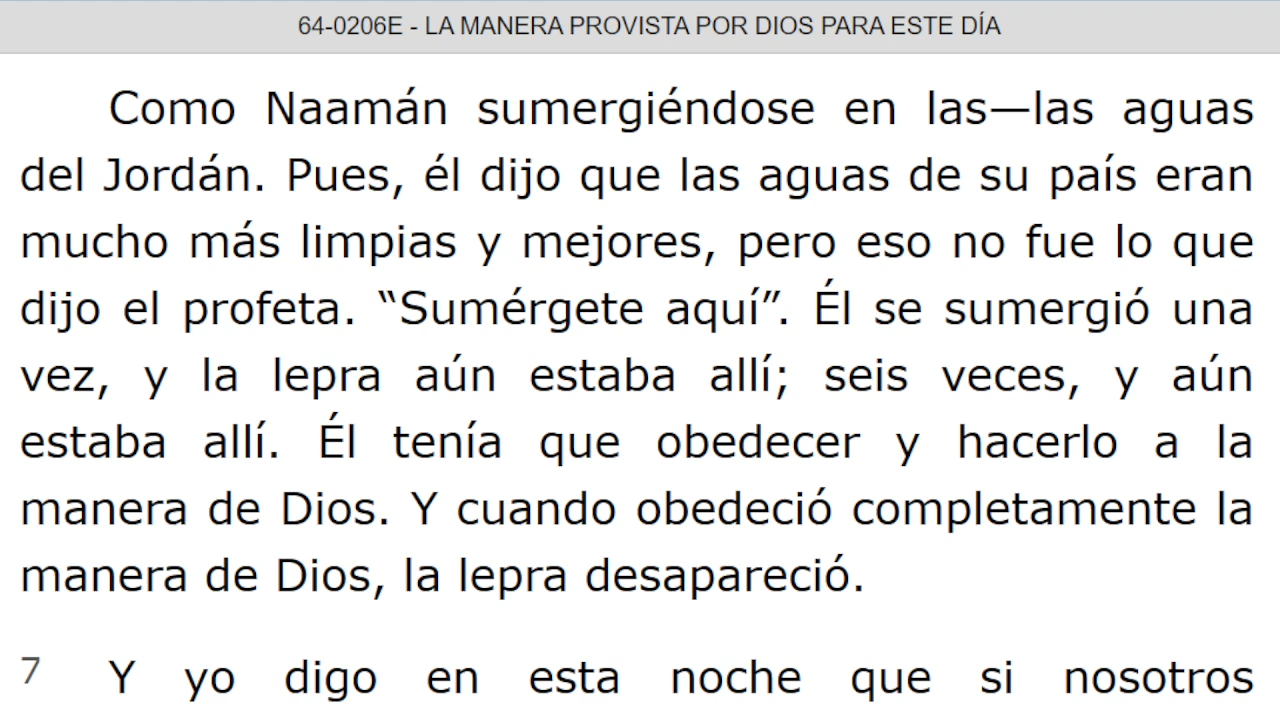 64-0206E - LA MANERA PROVISTA POR DIOS PARA ESTE DÍA
Como Naamán sumergiéndose en las—las aguas
del Jordán. Pues, él dijo que las aguas de su país eran
mucho más limpias y mejores, pero eso no fue lo que
dijo el profeta. “Sumérgete aquí”. Él se sumergió una
vez, y la lepra aún estaba allí; seis veces, y aún
estaba allí. Él tenía que obedecer y hacerlo a la
manera de Dios. Y cuando obedeció completamente la
manera de Dios, la lepra desapareció.
7 Y yo digo en esta noche que si nosotros